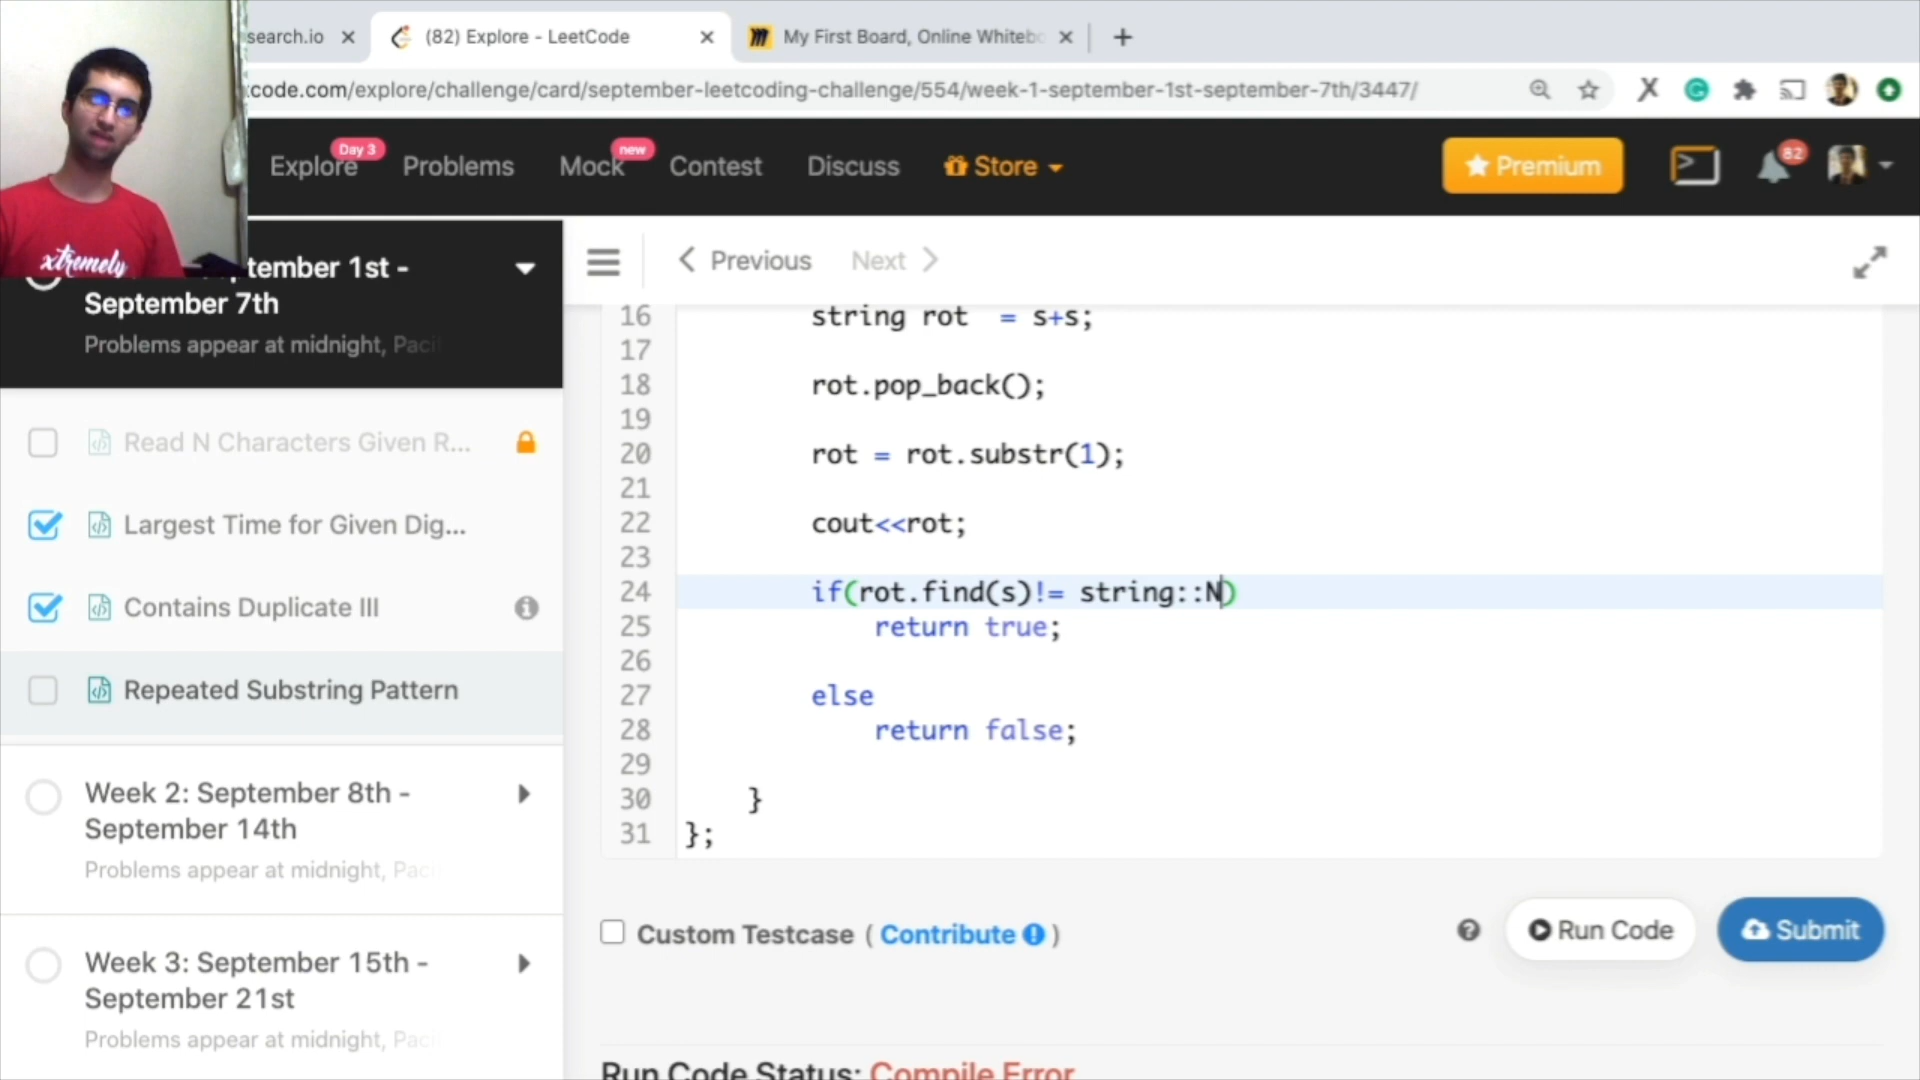 search.io
(82) Explore - LeetCode
My First Board, Online Whitebo
code.com/explore/challenge/card/september-leetcoding-challenge/554/week-1-september-1st-september-7th/3447/
Explore Day 3 Problems Mock new Contest Discuss Store Premium 82
xtremely
tember 1st -
September 7th
Problems appear at midnight, Paci
Read N Characters Given R...
Largest Time for Given Dig...
Contains Duplicate III
Repeated Substring Pattern
Week 2: September 8th -
September 14th
Problems appear at midnight, Paci
Week 3: September 15th -
September 21st
Problems appear at midnight, Paci
Previous Next
16 string rot  = s+s;
17
18 rot.pop_back();
19
20 rot = rot.substr(1);
21
22 cout<<rot;
23
24 if(rot.find(s)!= string::N)
25 return true;
26
27 else
28 return false;
29
30 }
31 };
Custom Testcase ( Contribute )
Run Code Submit
Run Code Status: Compile Error